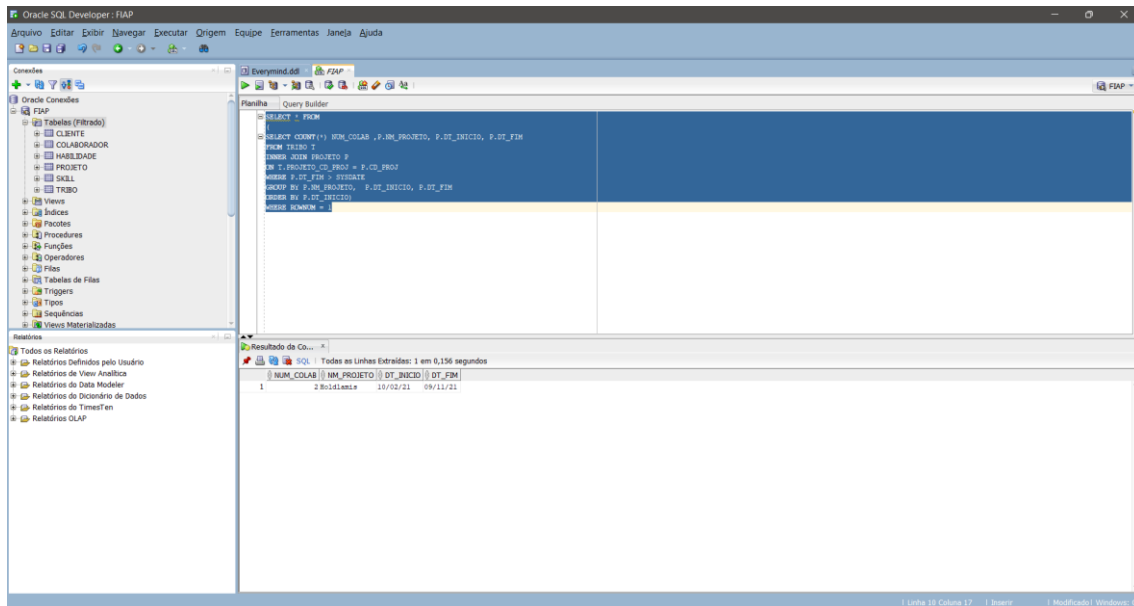 Oracle SQL Developer : FIAP
Arquivo Editar Exibir Navegar Executar Origem Equipe Ferramentas Janela Ajuda
Conexões
Oracle Conexões
FIAP
Tabelas (Filtrado)
CLIENTE
COLABORADOR
HABILIDADE
PROJETO
SKILL
TRIBO
Views
Índices
Pacotes
Procedures
Funções
Operadores
Filas
Tabelas de Filas
Triggers
Tipos
Sequências
Views Materializadas
Relatórios
Todos os Relatórios
Relatórios Definidos pelo Usuário
Relatórios de View Analítica
Relatórios do Data Modeler
Relatórios do Dicionário de Dados
Relatórios do TimesTen
Relatórios OLAP
Everymind.ddl FIAP
FIAP
Planilha Query Builder
SELECT * FROM
(
SELECT COUNT(*) NUM_COLAB ,P.NM_PROJETO, P.DT_INICIO, P.DT_FIM
FROM TRIBO T
INNER JOIN PROJETO P
ON T.PROJETO_CD_PROJ = P.CD_PROJ
WHERE P.DT_FIM > SYSDATE
GROUP BY P.NM_PROJETO, P.DT_INICIO, P.DT_FIM
ORDER BY P.DT_INICIO)
WHERE ROWNUM = 1
Resultado da Co...
SQL | Todas as Linhas Extraídas: 1 em 0,156 segundos
NUM_COLAB NM_PROJETO DT_INICIO DT_FIM
1 2 Holdlamis 10/02/21 09/11/21
Linha 10 Coluna 17 | Inserir | Modificado | Windows: